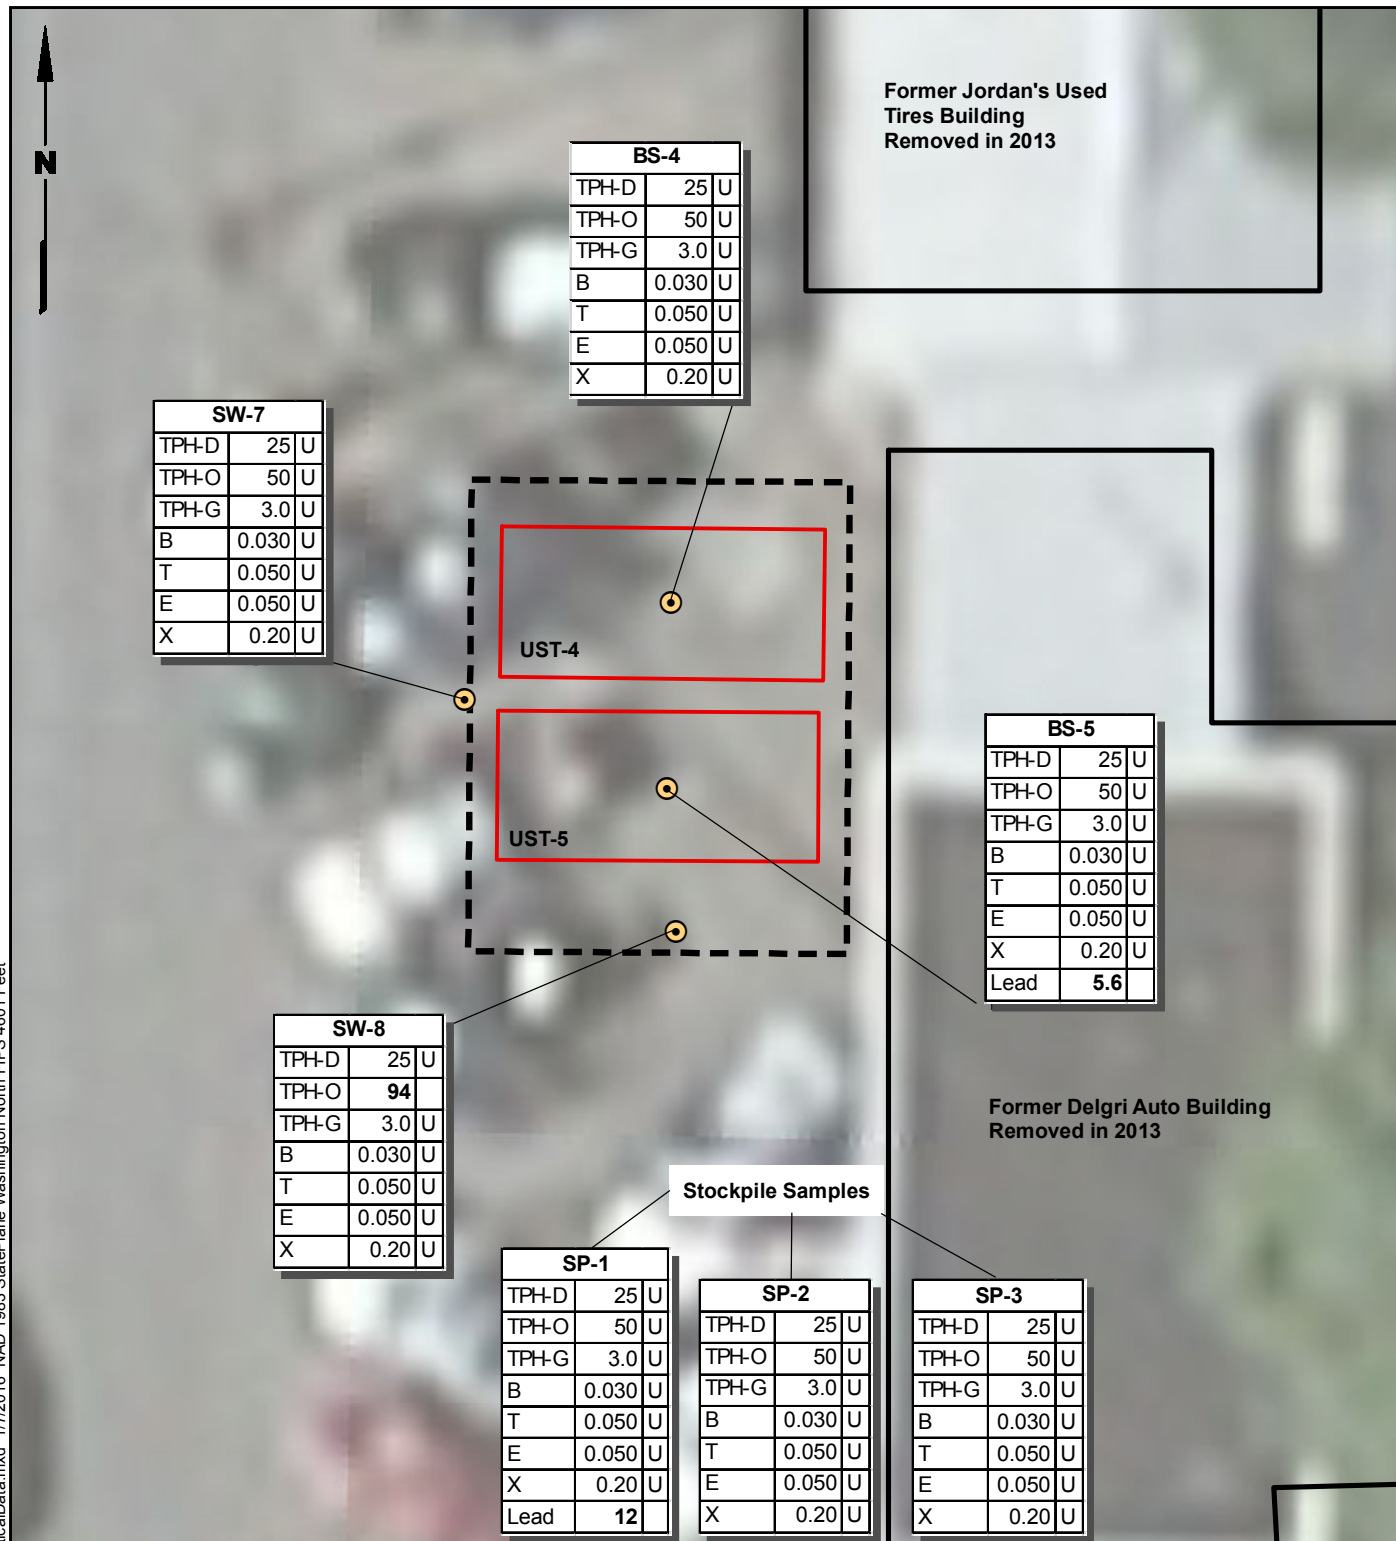 N
Former Jordan's Used
Tires Building
Removed in 2013
BS-4
TPH-D 25 U
TPH-O 50 U
TPH-G 3.0 U
B 0.030 U
T 0.050 U
E 0.050 U
X 0.20 U
SW-7
TPH-D 25 U
TPH-O 50 U
TPH-G 3.0 U
B 0.030 U
T 0.050 U
E 0.050 U
X 0.20 U
UST-4
UST-5
BS-5
TPH-D 25 U
TPH-O 50 U
TPH-G 3.0 U
B 0.030 U
T 0.050 U
E 0.050 U
X 0.20 U
Lead 5.6
SW-8
TPH-D 25 U
TPH-O 94
TPH-G 3.0 U
B 0.030 U
T 0.050 U
E 0.050 U
X 0.20 U
Former Delgri Auto Building
Removed in 2013
Stockpile Samples
SP-1
TPH-D 25 U
TPH-O 50 U
TPH-G 3.0 U
B 0.030 U
T 0.050 U
E 0.050 U
X 0.20 U
Lead 12
SP-2
TPH-D 25 U
TPH-O 50 U
TPH-G 3.0 U
B 0.030 U
T 0.050 U
E 0.050 U
X 0.20 U
SP-3
TPH-D 25 U
TPH-O 50 U
TPH-G 3.0 U
B 0.030 U
T 0.050 U
E 0.050 U
X 0.20 U